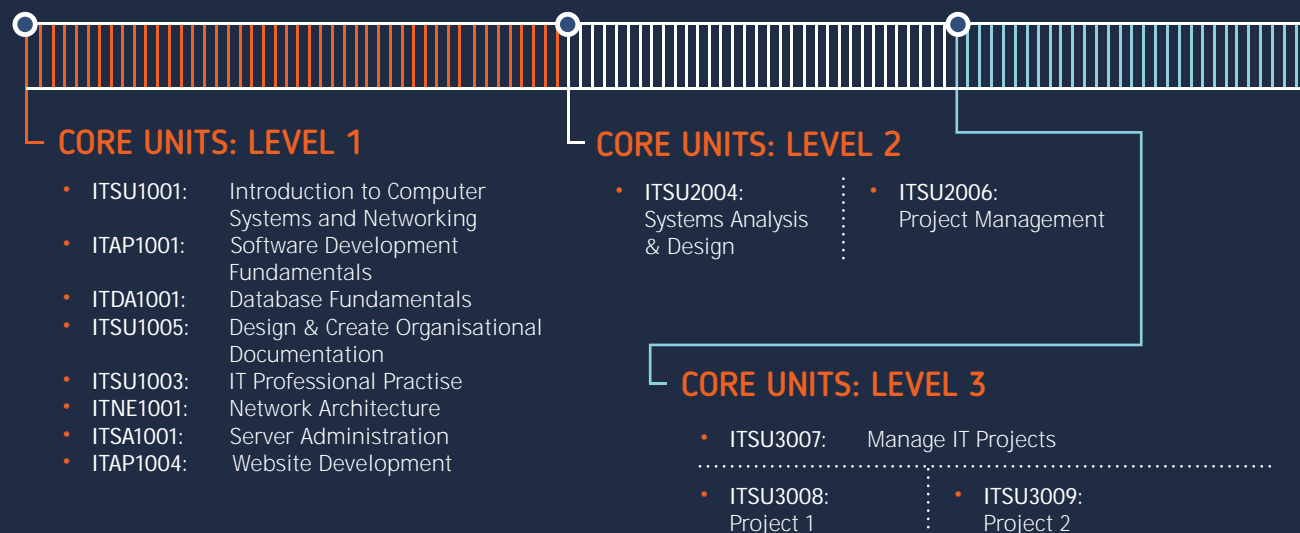 CORE UNITS: LEVEL 1
• ITSU1001: Introduction to Computer
Systems and Networking
• ITAP1001: Software Development
Fundamentals
• ITDA1001: Database Fundamentals
• ITSU1005: Design & Create Organisational
Documentation
• ITSU1003: IT Professional Practise
• ITNE1001: Network Architecture
• ITSA1001: Server Administration
• ITAP1004: Website Development
CORE UNITS: LEVEL 2
• ITSU2004:
Systems Analysis
& Design
• ITSU2006:
Project Management
CORE UNITS: LEVEL 3
• ITSU3007: Manage IT Projects
• ITSU3008:
Project 1
• ITSU3009:
Project 2